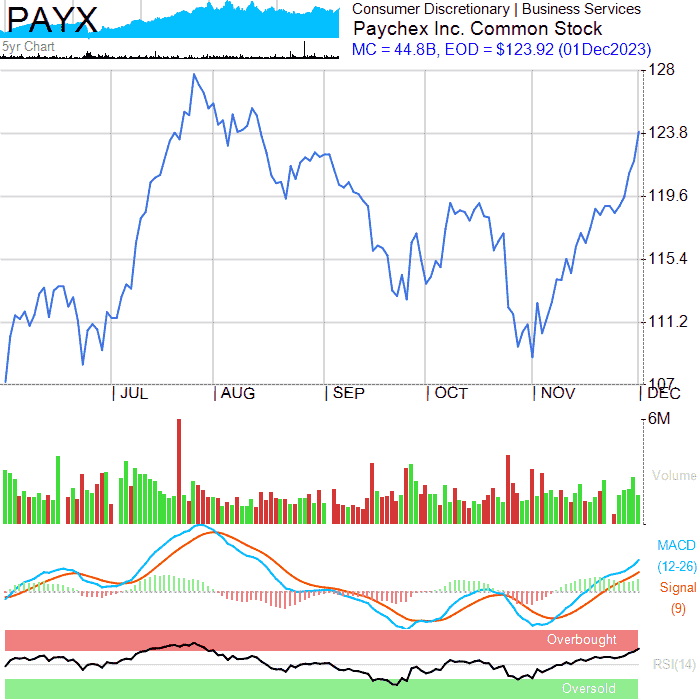 PAYX
5yr Chart
Consumer Discretionary | Business Services
Paychex Inc. Common Stock
MC = 44.8B, EOD = $123.92 (01Dec2023)
128
123.8
119.6
115.4
111.2
107
JUL
AUG
SEP
OCT
NOV
DEC
6M
Volume
MACD
(12-26)
Signal
(9)
Overbought
RSI(14)
Oversold